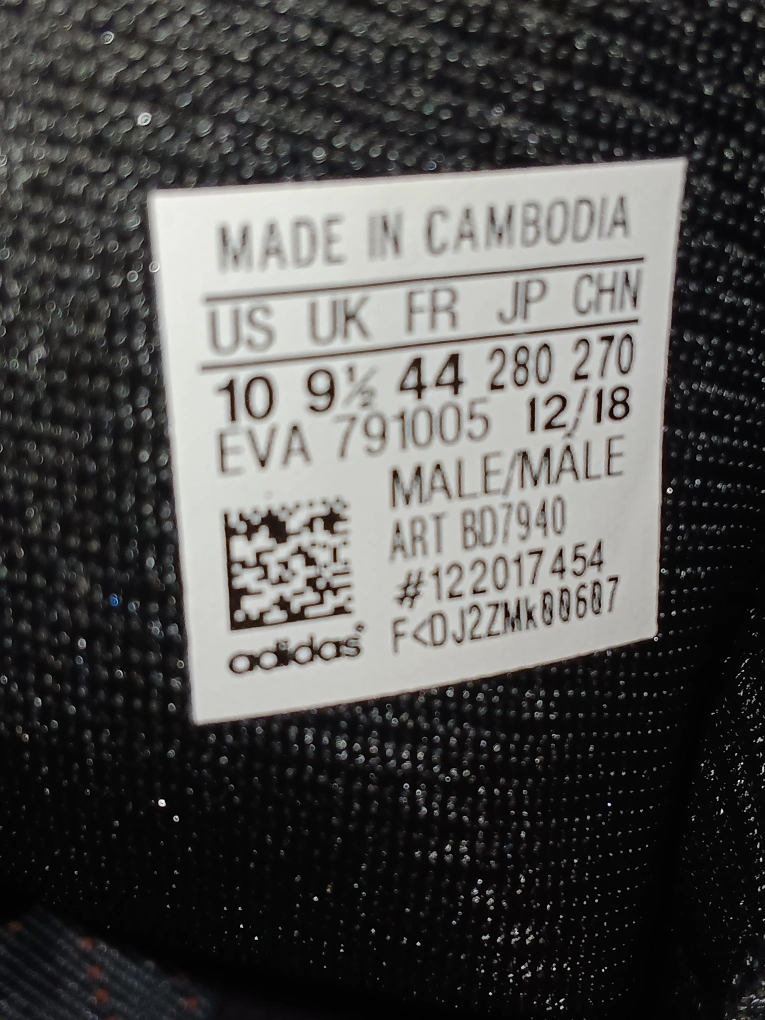 MADE IN CAMBODIA
US UK FR JP CHN
10 9½ 44 280 270
EVA 791005 12/18
MALE/MÂLE
ART BD7940
#122017454
F<DJ2ZMk00607
adidas®